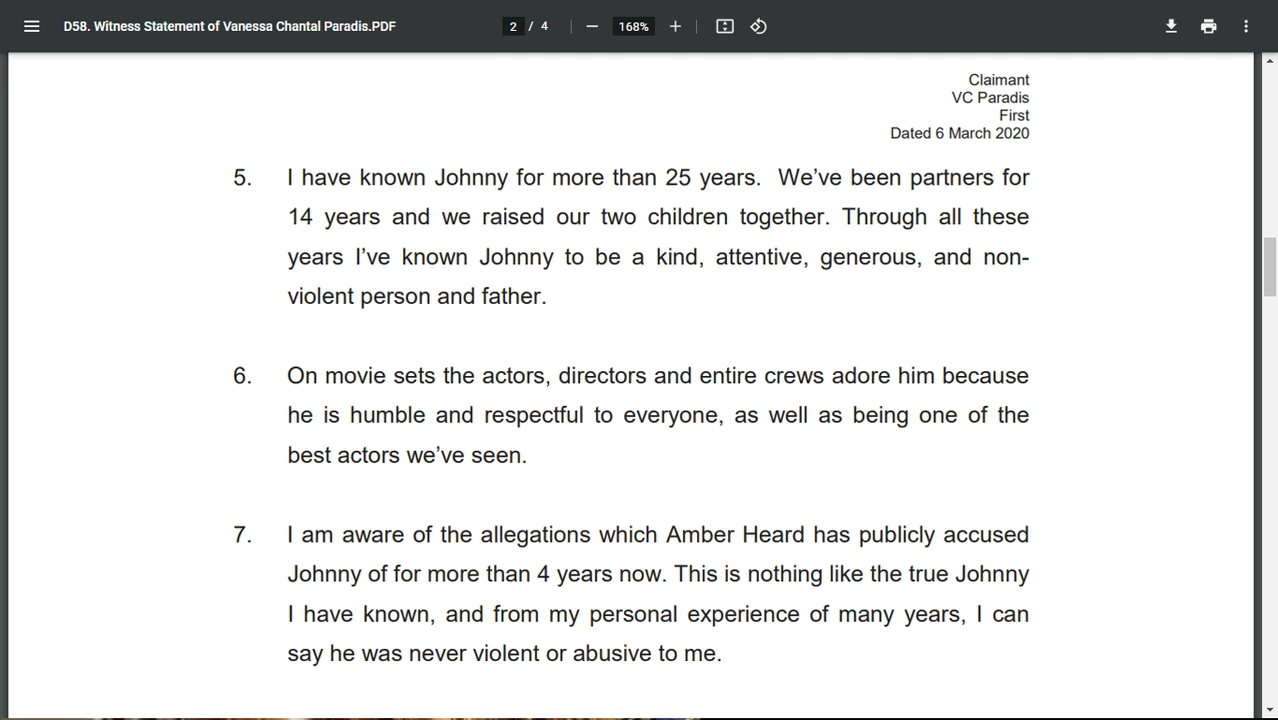 D58. Witness Statement of Vanessa Chantal Paradis.PDF
2 / 4
168%
Claimant
VC Paradis
First
Dated 6 March 2020
5. I have known Johnny for more than 25 years. We’ve been partners for
14 years and we raised our two children together. Through all these
years I’ve known Johnny to be a kind, attentive, generous, and non-
violent person and father.
6. On movie sets the actors, directors and entire crews adore him because
he is humble and respectful to everyone, as well as being one of the
best actors we’ve seen.
7. I am aware of the allegations which Amber Heard has publicly accused
Johnny of for more than 4 years now. This is nothing like the true Johnny
I have known, and from my personal experience of many years, I can
say he was never violent or abusive to me.